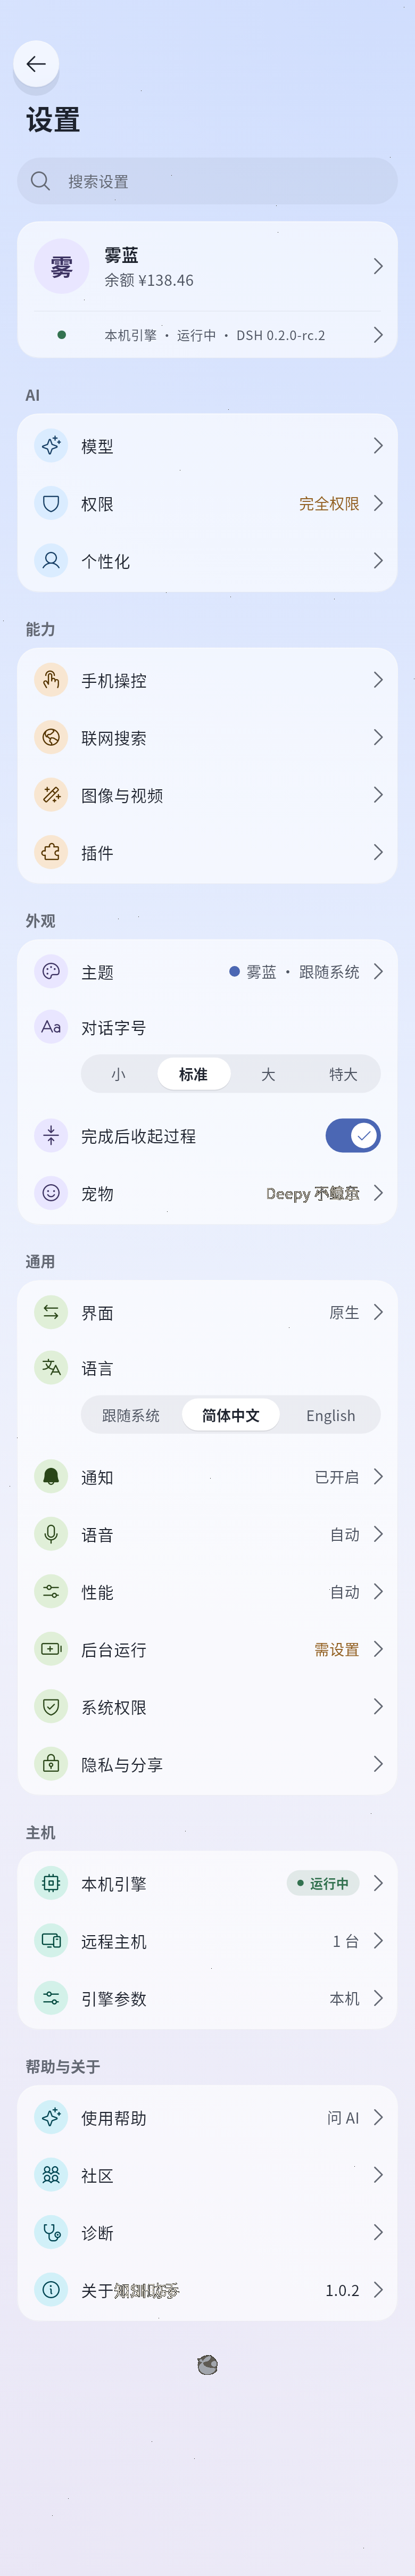 设置
搜索设置
雾
雾蓝
余额 ¥138.46
本机引擎 · 运行中 · DSH 0.2.0-rc.2
AI
模型
权限 完全权限
个性化
能力
手机操控
联网搜索
图像与视频
插件
外观
主题 雾蓝 · 跟随系统
Aa 对话字号
小 标准 大 特大
完成后收起过程
宠物 Deepy
通用
界面 原生
语言
跟随系统 简体中文 English
通知 已开启
语音 自动
性能 自动
后台运行 需设置
系统权限
隐私与分享
主机
本机引擎 运行中
远程主机 1 台
引擎参数 本机
帮助与关于
使用帮助 问 AI
社区
诊断
关于 1.0.2